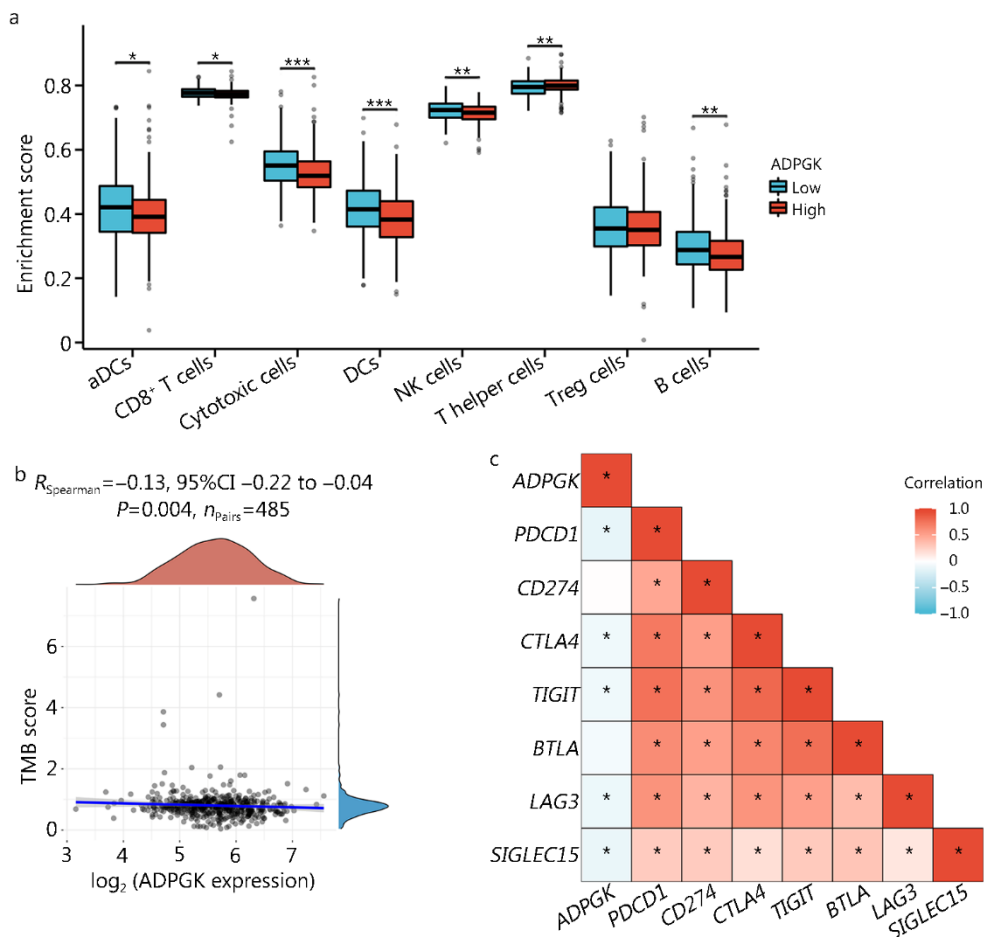 a
Enrichment score
0.8
0.6
0.4
0.2
0
*
*
***
***
**
**
**
ADPGK
Low
High
aDCs
CD8⁺ T cells
Cytotoxic cells
DCs
NK cells
T helper cells
Treg cells
B cells
b
R Spearman=−0.13, 95%CI −0.22 to −0.04
P=0.004, n Pairs=485
TMB score
6
4
2
0
3 4 5 6 7
log₂ (ADPGK expression)
c
ADPGK *
PDCD1 * *
CD274 * *
CTLA4 * * * *
TIGIT * * * * *
BTLA * * * * *
LAG3 * * * * * * *
SIGLEC15 * * * * * * * *
ADPGK PDCD1 CD274 CTLA4 TIGIT BTLA LAG3 SIGLEC15
Correlation
1.0
0.5
0
−0.5
−1.0